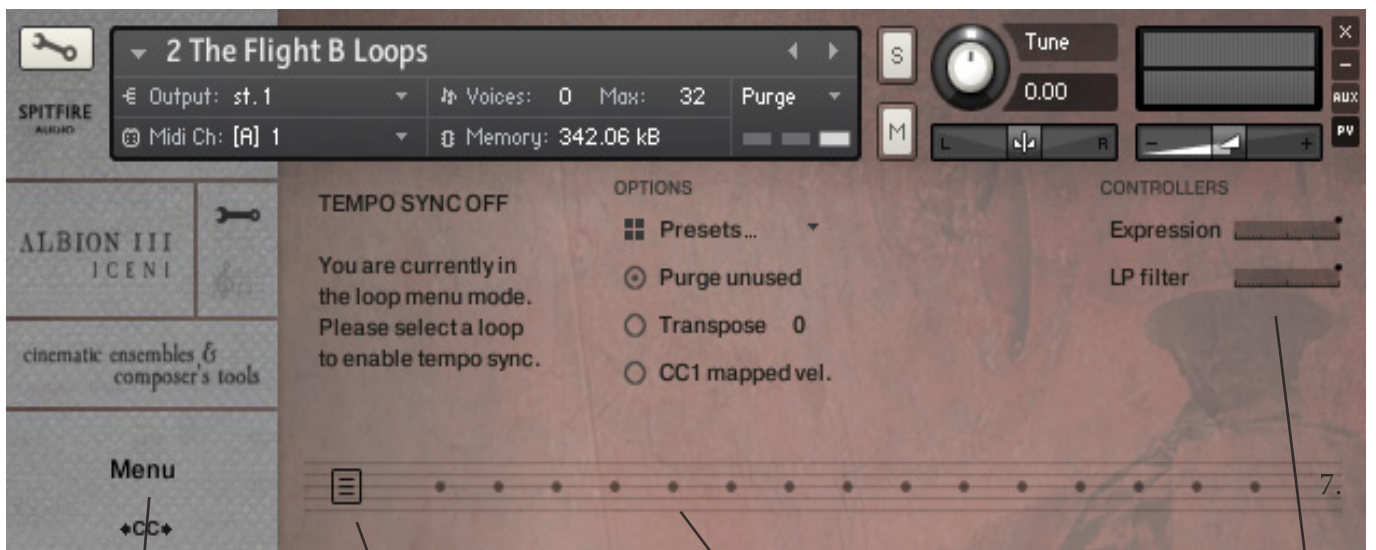 2 The Flight B Loops
Output: st. 1
Voices: 0 Max: 32
Purge
Midi Ch: [A] 1
Memory: 342.06 kB
S
M
Tune
0.00
L
R
-
+
X
-
AUX
PV
SPITFIRE
AUDIO
ALBION III
ICENI
cinematic ensembles &
composer's tools
Menu
CC
TEMPO SYNC OFF
You are currently in
the loop menu mode.
Please select a loop
to enable tempo sync.
OPTIONS
Presets...
Purge unused
Transpose 0
CC1 mapped vel.
CONTROLLERS
Expression
LP filter
7.